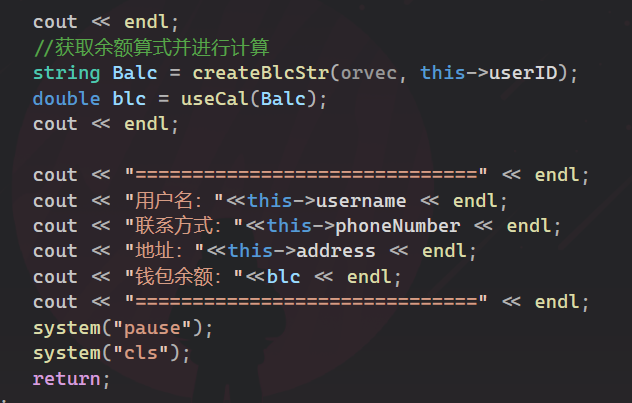 cout << endl;
//获取余额算式并进行计算
string Balc = createBlcStr(orvec, this->userID);
double blc = useCal(Balc);
cout << endl;
cout << "==============================" << endl;
cout << "用户名："<<this->username << endl;
cout << "联系方式："<<this->phoneNumber << endl;
cout << "地址："<<this->address << endl;
cout << "钱包余额："<<blc << endl;
cout << "==============================" << endl;
system("pause");
system("cls");
return;